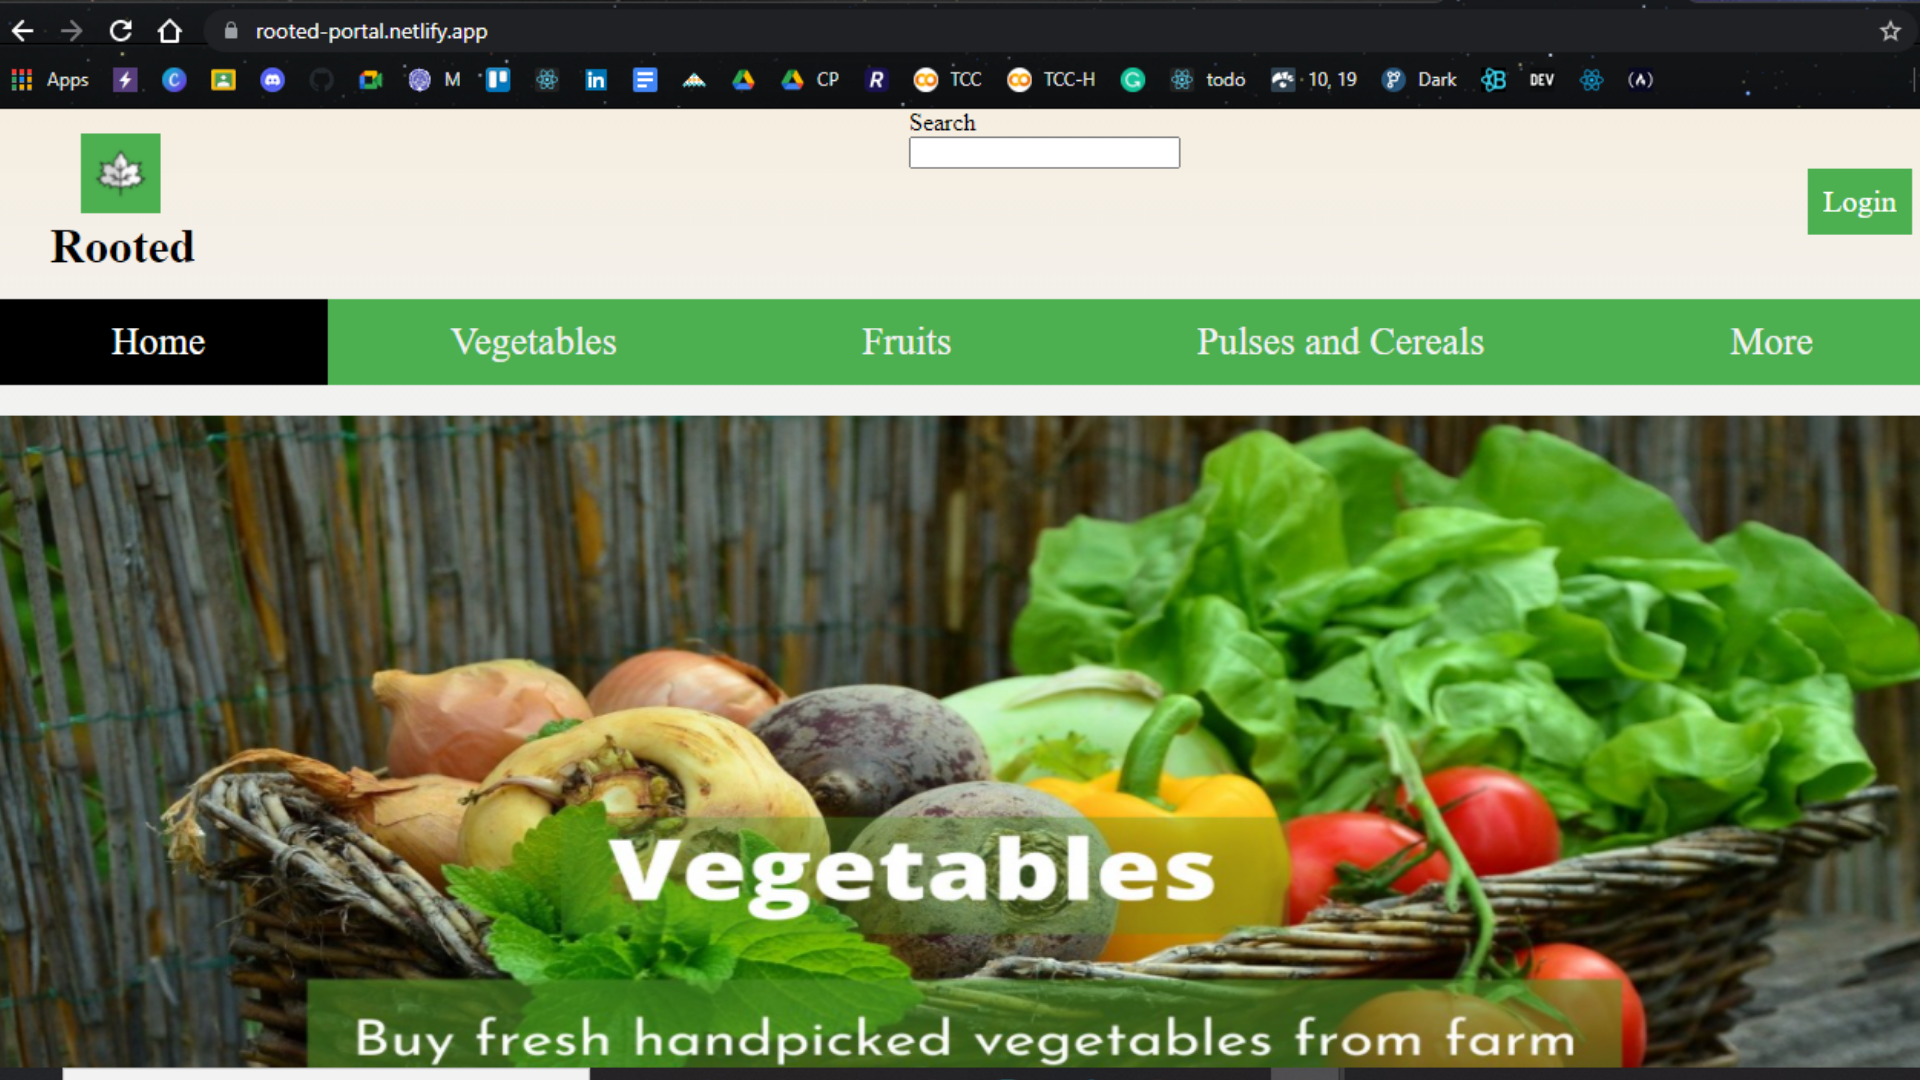 rooted-portal.netlify.app
Apps M CP R TCC TCC-H todo 10, 19 Dark DEV
Search
Login
Rooted
Home Vegetables Fruits Pulses and Cereals More
Vegetables
Buy fresh handpicked vegetables from farm